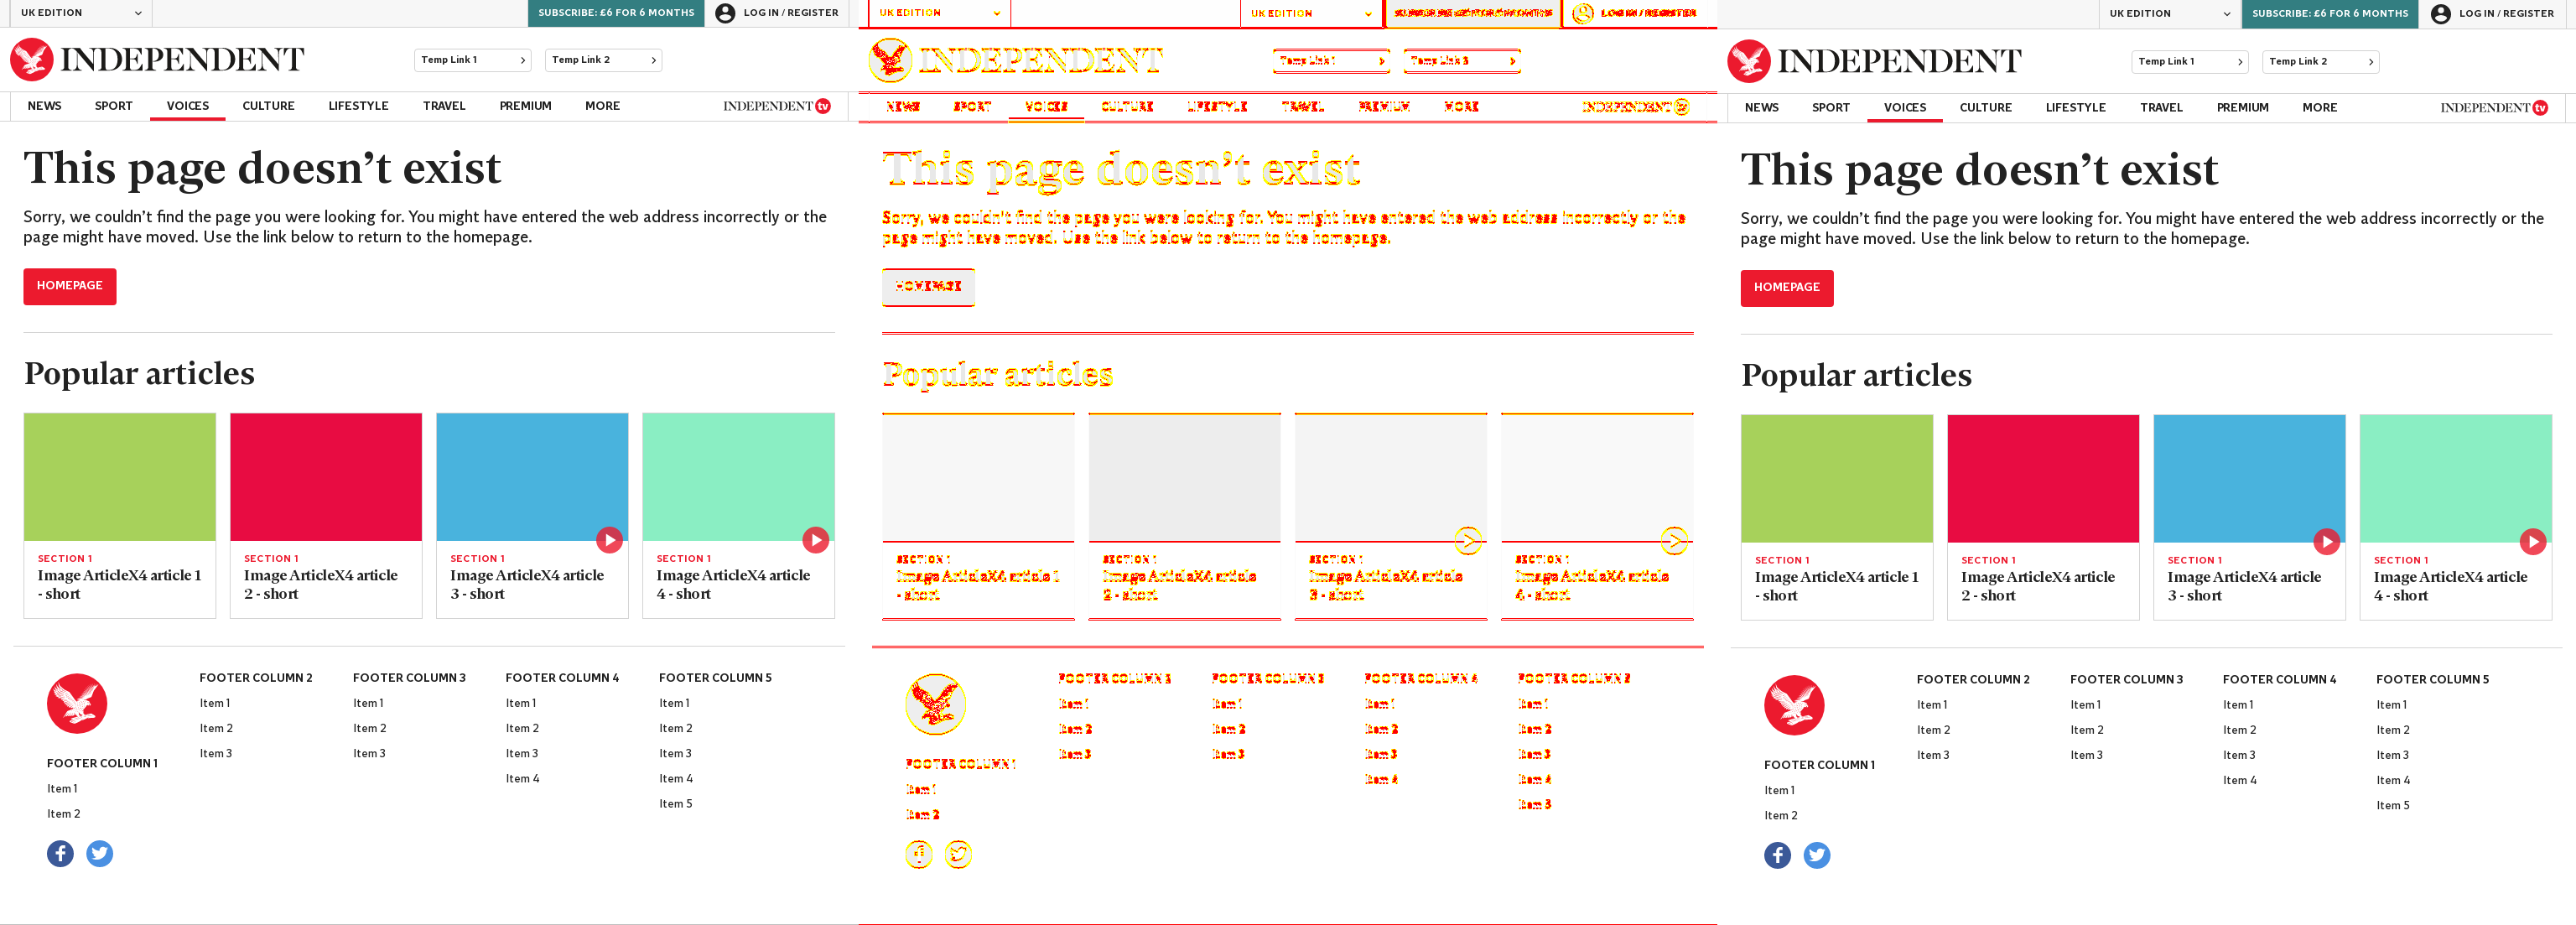 UK EDITION
SUBSCRIBE: £6 FOR 6 MONTHS
LOG IN / REGISTER
INDEPENDENT
Temp Link 1
Temp Link 2
NEWS SPORT VOICES CULTURE LIFESTYLE TRAVEL PREMIUM MORE INDEPENDENT tv
This page doesn’t exist
Sorry, we couldn’t find the page you were looking for. You might have entered the web address incorrectly or the
page might have moved. Use the link below to return to the homepage.
HOMEPAGE
Popular articles
SECTION 1
Image ArticleX4 article 1
- short
SECTION 1
Image ArticleX4 article
2 - short
SECTION 1
Image ArticleX4 article
3 - short
SECTION 1
Image ArticleX4 article
4 - short
FOOTER COLUMN 1
Item 1
Item 2
FOOTER COLUMN 2
Item 1
Item 2
Item 3
FOOTER COLUMN 3
Item 1
Item 2
Item 3
FOOTER COLUMN 4
Item 1
Item 2
Item 3
Item 4
FOOTER COLUMN 5
Item 1
Item 2
Item 3
Item 4
Item 5
UK EDITION
UK EDITION
LOG IN / REGISTER
INDEPENDENT
Temp Link 1
NEWS SPORT VOICES CULTURE LIFESTYLE TRAVEL PREMIUM MORE INDEPENDENT
This page doesn’t exist
Sorry, we couldn’t find the page you were looking for. You might have entered the web address incorrectly or the
page might have moved. Use the link below to return to the homepage.
HOMEPAGE
Popular articles
SECTION 1
Image ArticleX4 article 1
- short
SECTION 1
Image ArticleX4 article
2 - short
SECTION 1
Image ArticleX4 article
3 - short
SECTION 1
Image ArticleX4 article
4 - short
FOOTER COLUMN 1
Item 1
Item 2
FOOTER COLUMN
Item 1
Item 2
Item 3
FOOTER COLUMN
Item 1
Item 2
Item 3
FOOTER COLUMN 4
Item 1
Item 2
Item 3
Item 4
FOOTER COLUMN
Item 1
Item 2
Item 3
Item 4
Item
UK EDITION
SUBSCRIBE: £6 FOR 6 MONTHS
LOG IN / REGISTER
INDEPENDENT
Temp Link 1
Temp Link 2
NEWS SPORT VOICES CULTURE LIFESTYLE TRAVEL PREMIUM MORE INDEPENDENT tv
This page doesn’t exist
Sorry, we couldn’t find the page you were looking for. You might have entered the web address incorrectly or the
page might have moved. Use the link below to return to the homepage.
HOMEPAGE
Popular articles
SECTION 1
Image ArticleX4 article 1
- short
SECTION 1
Image ArticleX4 article
2 - short
SECTION 1
Image ArticleX4 article
3 - short
SECTION 1
Image ArticleX4 article
4 - short
FOOTER COLUMN 1
Item 1
Item 2
FOOTER COLUMN 2
Item 1
Item 2
Item 3
FOOTER COLUMN 3
Item 1
Item 2
Item 3
FOOTER COLUMN 4
Item 1
Item 2
Item 3
Item 4
FOOTER COLUMN 5
Item 1
Item 2
Item 3
Item 4
Item 5